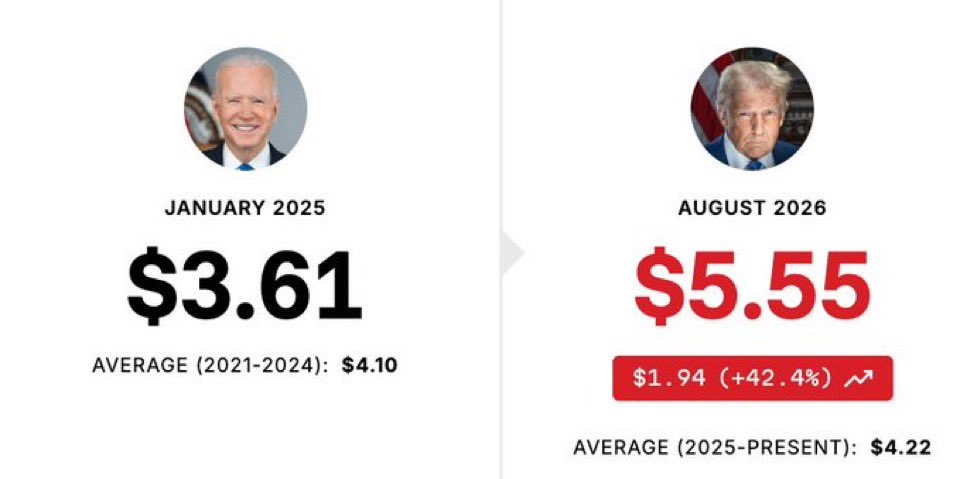 JANUARY 2025
$3.61
AVERAGE (2021-2024): $4.10
AUGUST 2026
$5.55
$1.94 (+42.4%)
AVERAGE (2025-PRESENT): $4.22